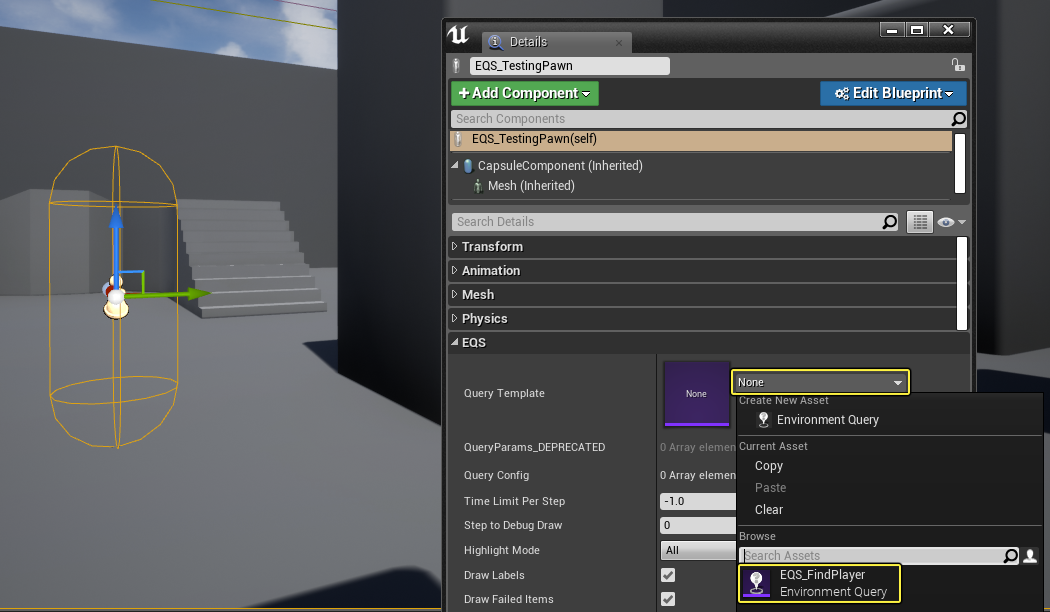 Details
EQS_TestingPawn
Add Component
Edit Blueprint
Search Components
EQS_TestingPawn(self)
CapsuleComponent (Inherited)
Mesh (Inherited)
Search Details
Transform
Animation
Mesh
Physics
EQS
Query Template
None
None
Create New Asset
Environment Query
Current Asset
Copy
Paste
Clear
Browse
Search Assets
EQS_FindPlayer
Environment Query
QueryParams_DEPRECATED
0 Array elemen
Query Config
0 Array elemen
Time Limit Per Step
-1.0
Step to Debug Draw
0
Highlight Mode
All
Draw Labels
Draw Failed Items